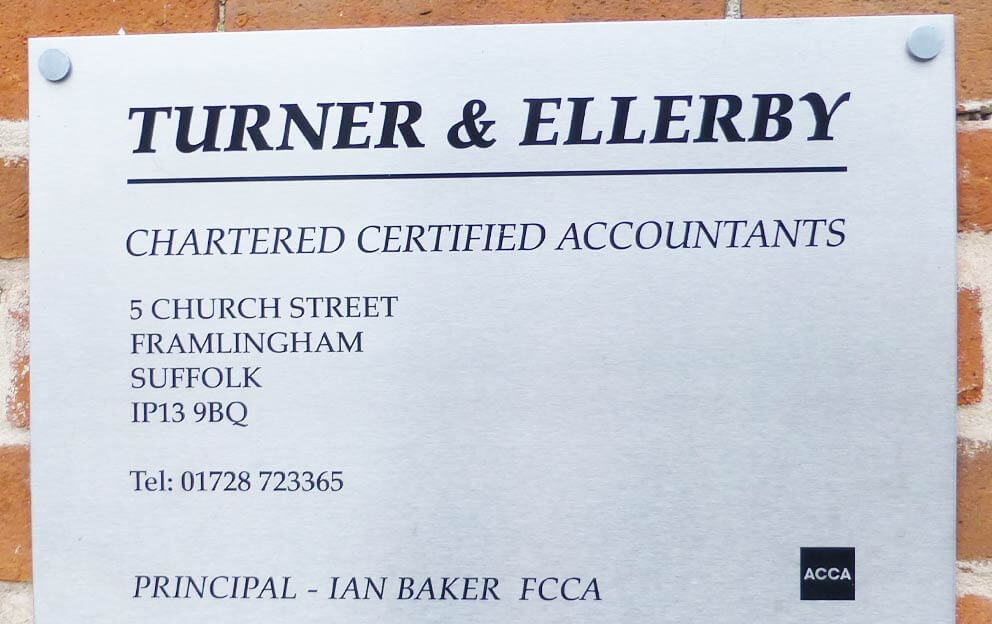 TURNER & ELLERBY
CHARTERED CERTIFIED ACCOUNTANTS
5 CHURCH STREET
FRAMLINGHAM
SUFFOLK
IP13 9BQ
Tel: 01728 723365
PRINCIPAL - IAN BAKER FCCA
ACCA